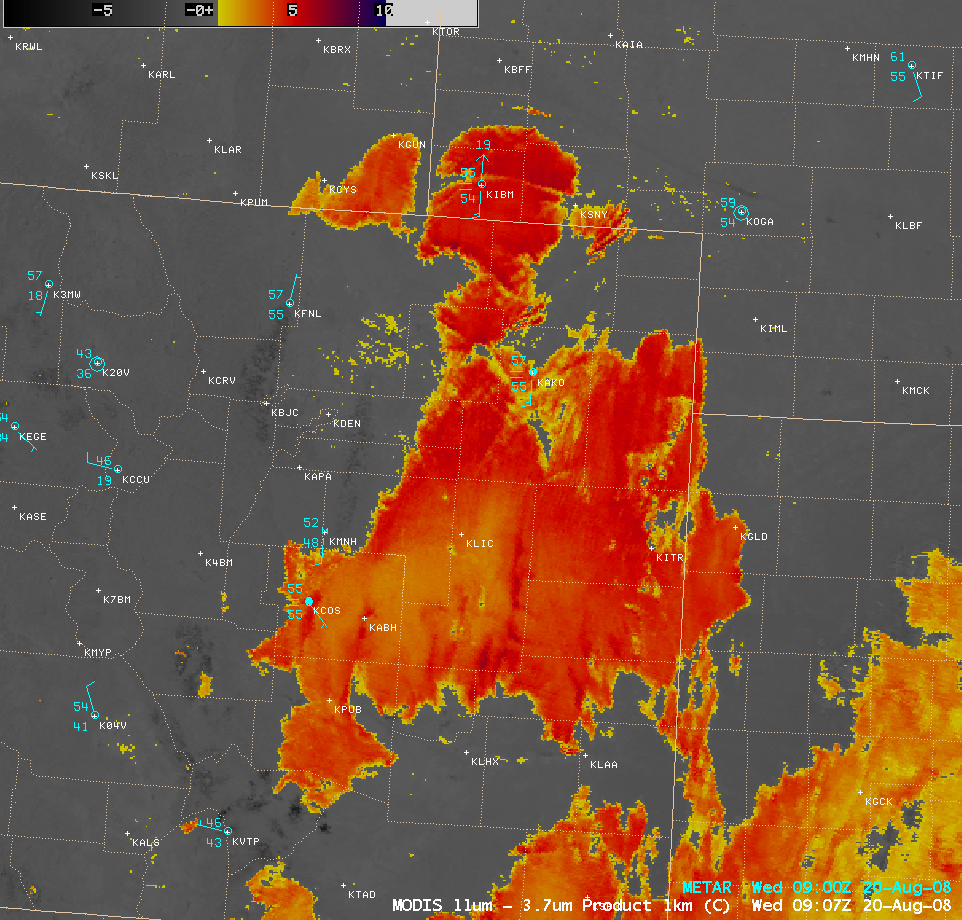 -5 -0+ 5 10
KTOR
KRWL
KBRX
KAIA
KMHN
61
KARL
KBFF
55 KTIF
KGUN
19
KLAR
KSKL
55
KCYS
KIBM
KPUM
54
59
KSNY
54 KOGA
KLBF
57
18 K3MW
57
55 KFNL
KIML
43
36 K20V
57
KCRV
55 KAKO
KMCK
KBJC
KDEN
KEGE
46
19 KCCU
KAPA
KASE
52
48 KMNH
KLIC
KGLD
K4BM
KITR
55
K7BM
55 KCOS
KABH
KMYP
54
41 K04V
KPUB
KLHX
KLAA
KGCK
46
KALS
43 KVTP
KTAD
METAR Wed 09:00Z 20-Aug-08
MODIS 11um - 3.7um Product 1km (C) Wed 09:07Z 20-Aug-08